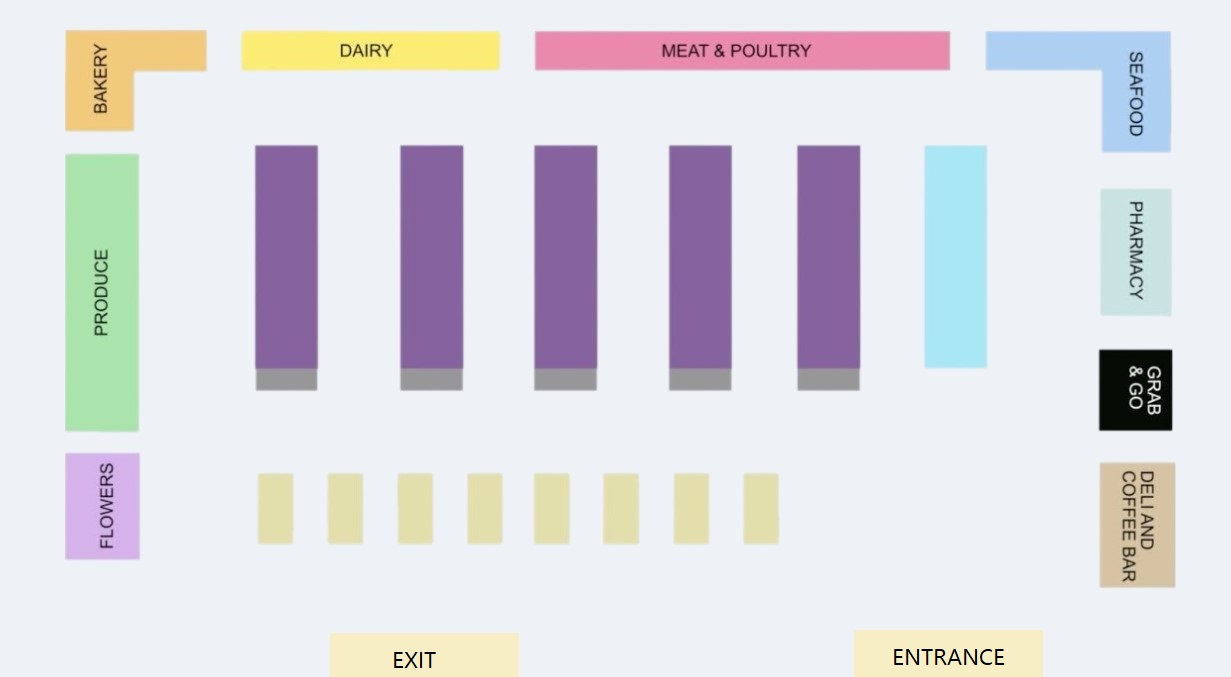 BAKERY
DAIRY
MEAT & POULTRY
SEAFOOD
PRODUCE
PHARMACY
GRAB
& GO
FLOWERS
DELI AND
COFFEE BAR
EXIT
ENTRANCE